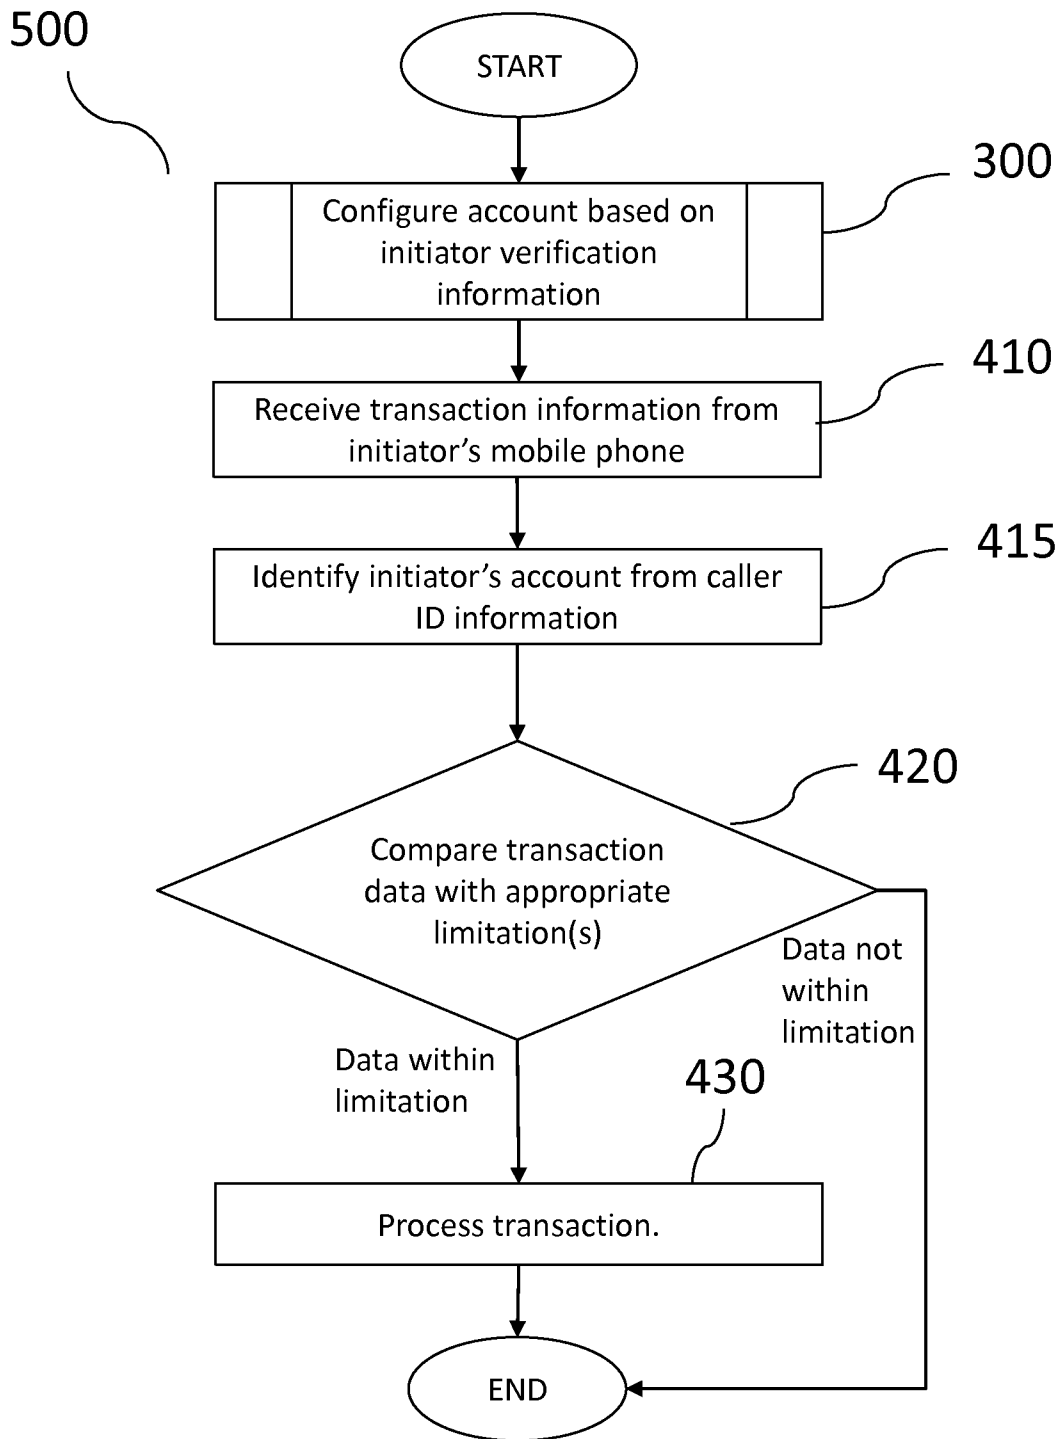 500
START
300
Configure account based on
initiator verification
information
410
Receive transaction information from
initiator’s mobile phone
415
Identify initiator’s account from caller
ID information
420
Compare transaction
data with appropriate
limitation(s)
Data not
within
limitation
Data within
limitation
430
Process transaction.
END